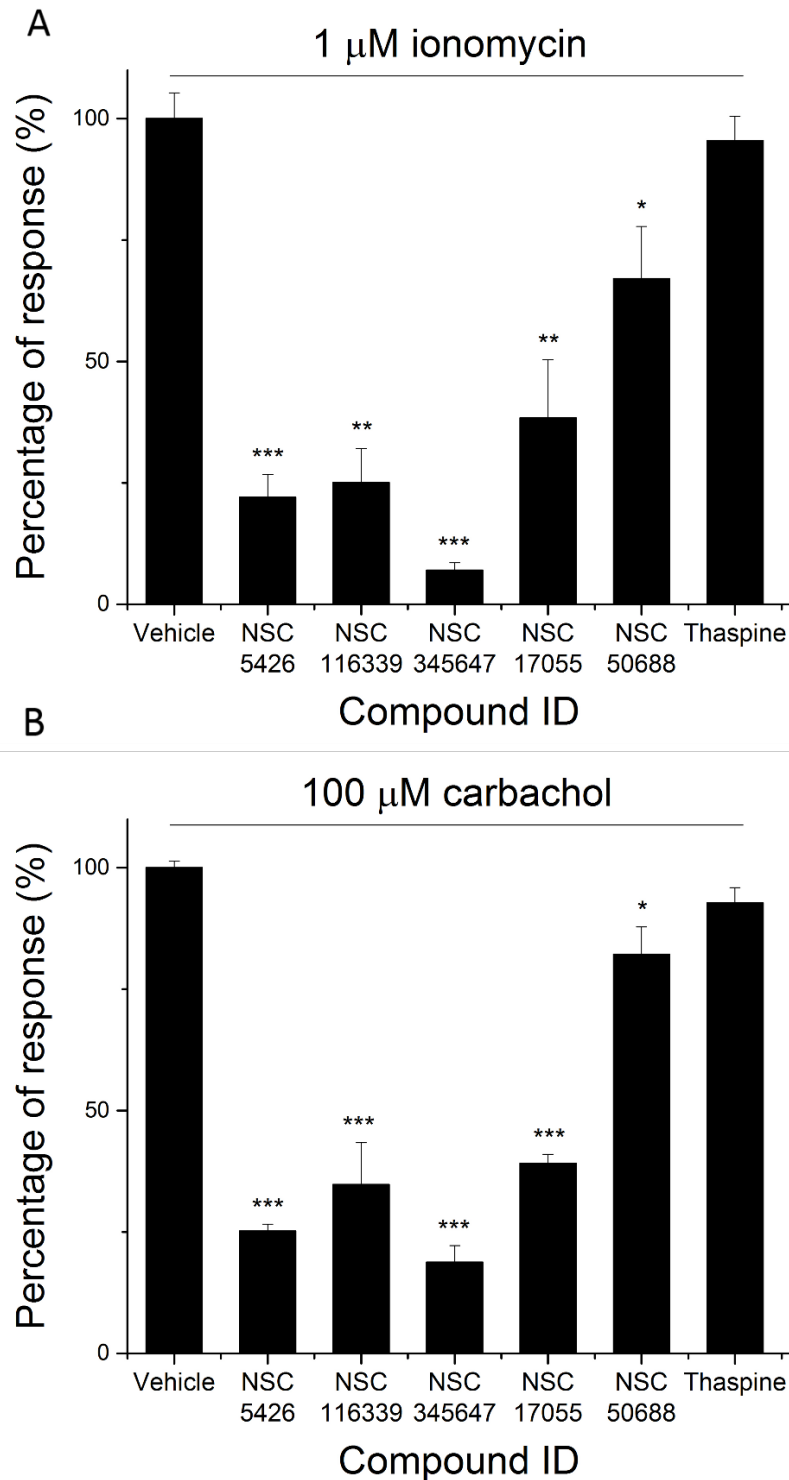 A
1 μM ionomycin
Percentage of response (%)
100
50
0
***
**
***
**
*
Vehicle NSC NSC NSC NSC NSC Thaspine
5426 116339 345647 17055 50688
Compound ID
B
100 μM carbachol
Percentage of response (%)
100
50
0
***
***
***
***
*
Vehicle NSC NSC NSC NSC NSC Thaspine
5426 116339 345647 17055 50688
Compound ID